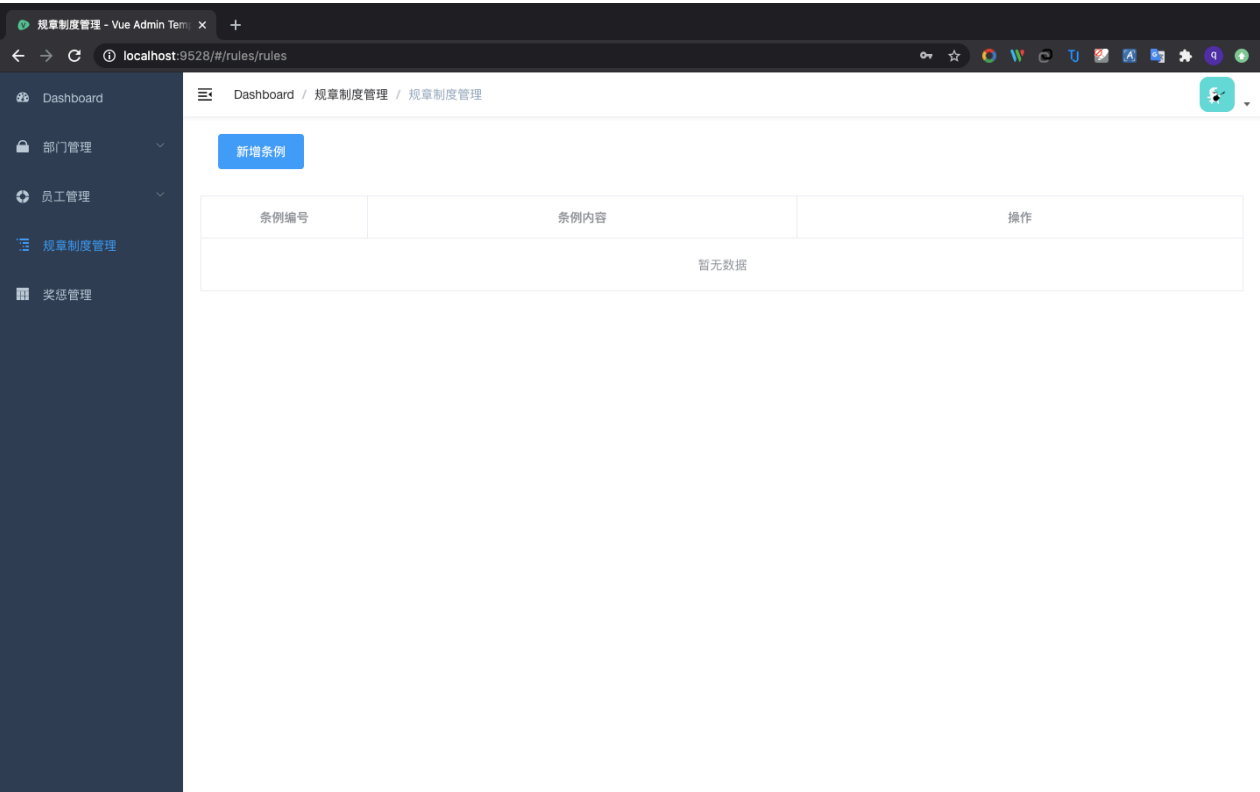 规章制度管理 - Vue Admin Tem
localhost:9528/#/rules/rules
Dashboard
部门管理
员工管理
规章制度管理
奖惩管理
Dashboard / 规章制度管理 / 规章制度管理
新增条例
条例编号 条例内容 操作
暂无数据